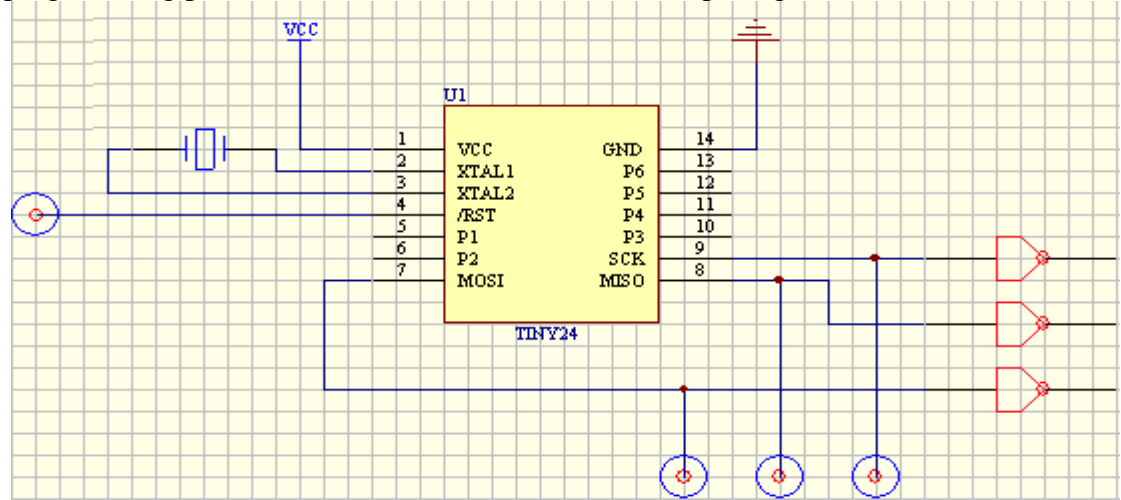 VCC
U1
1 VCC GND 14
2 XTAL1 P6 13
3 XTAL2 P5 12
4 /RST P4 11
5 P1 P3 10
6 P2 SCK 9
7 MOSI MISO 8
TINY24